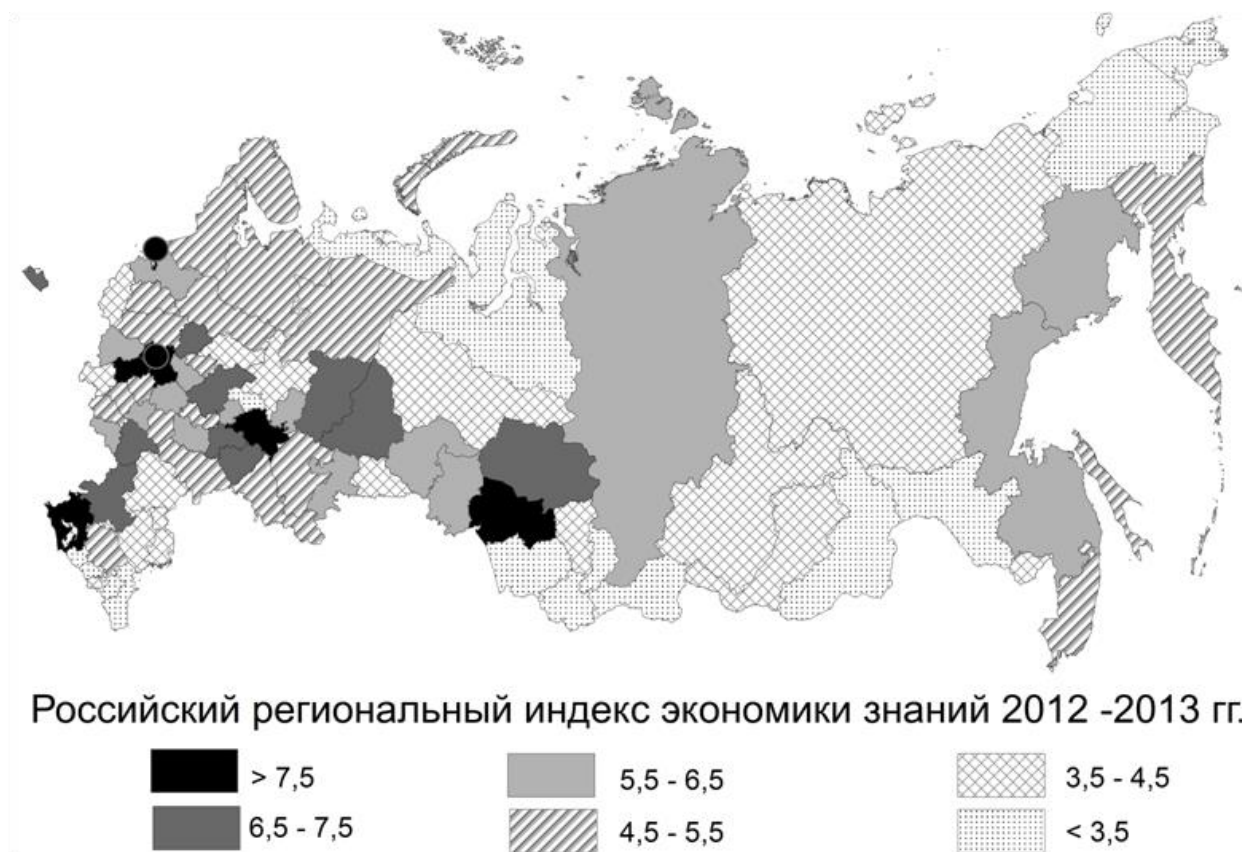 Российский региональный индекс экономики знаний 2012 -2013 гг.
> 7,5
5,5 - 6,5
3,5 - 4,5
6,5 - 7,5
4,5 - 5,5
< 3,5